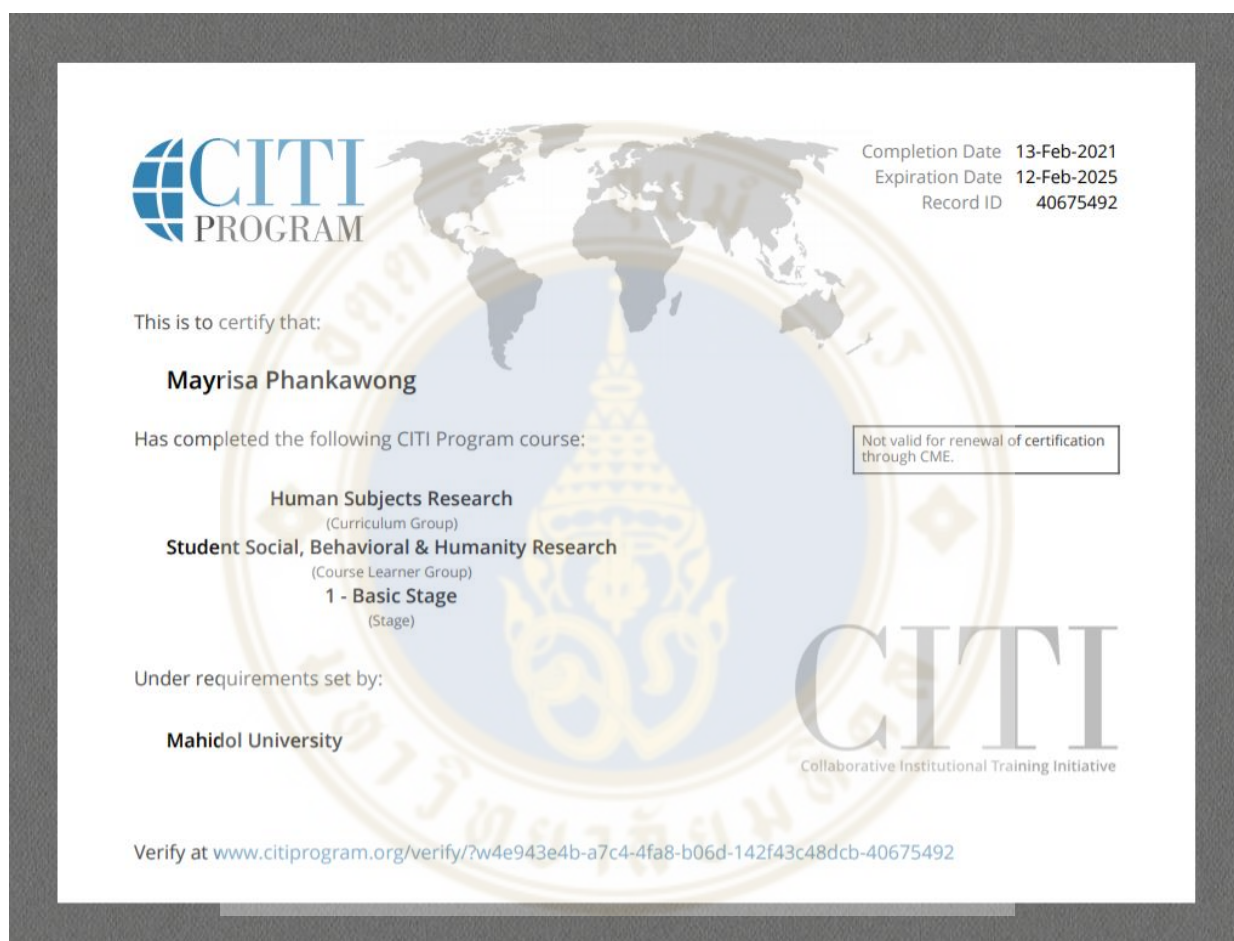 CITI
PROGRAM
Completion Date 13-Feb-2021
Expiration Date 12-Feb-2025
Record ID 40675492
This is to certify that:
Mayrisa Phankawong
Has completed the following CITI Program course:
Not valid for renewal of certification
through CME.
Human Subjects Research
(Curriculum Group)
Student Social, Behavioral & Humanity Research
(Course Learner Group)
1 - Basic Stage
(Stage)
Under requirements set by:
Mahidol University
CITI
Collaborative Institutional Training Initiative
Verify at www.citiprogram.org/verify/?w4e943e4b-a7c4-4fa8-b06d-142f43c48dcb-40675492